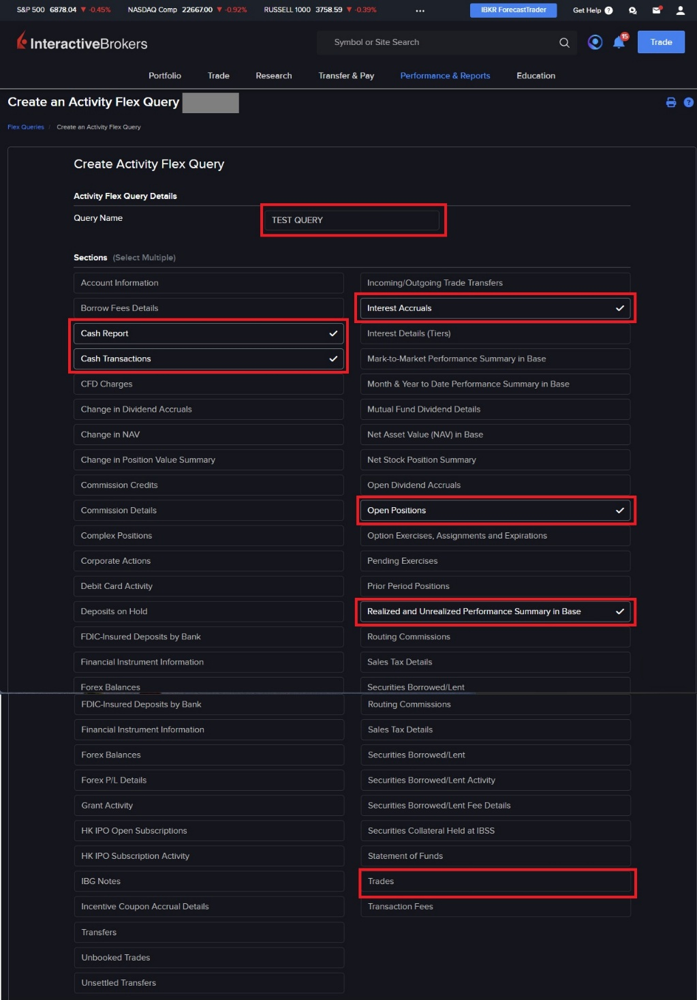 S&P 500 6878.04 ▼ -0.45% NASDAQ Comp 22667.00 ▼ -0.92% RUSSELL 1000 3758.59 ▼ -0.39% ... IBKR ForecastTrader Get Help ?
InteractiveBrokers Symbol or Site Search 15 Trade
Portfolio Trade Research Transfer & Pay Performance & Reports Education
Create an Activity Flex Query ?
Flex Queries / Create an Activity Flex Query
Create Activity Flex Query
Activity Flex Query Details
Query Name TEST QUERY
Sections (Select Multiple)
Account Information Incoming/Outgoing Trade Transfers
Borrow Fees Details Interest Accruals
Cash Report Interest Details (Tiers)
Cash Transactions Mark-to-Market Performance Summary in Base
CFD Charges Month & Year to Date Performance Summary in Base
Change in Dividend Accruals Mutual Fund Dividend Details
Change in NAV Net Asset Value (NAV) in Base
Change in Position Value Summary Net Stock Position Summary
Commission Credits Open Dividend Accruals
Commission Details Open Positions
Complex Positions Option Exercises, Assignments and Expirations
Corporate Actions Pending Exercises
Debit Card Activity Prior Period Positions
Deposits on Hold Realized and Unrealized Performance Summary in Base
FDIC-Insured Deposits by Bank Routing Commissions
Financial Instrument Information Sales Tax Details
Forex Balances Securities Borrowed/Lent
FDIC-Insured Deposits by Bank Routing Commissions
Financial Instrument Information Sales Tax Details
Forex Balances Securities Borrowed/Lent
Forex P/L Details Securities Borrowed/Lent Activity
Grant Activity Securities Borrowed/Lent Fee Details
HK IPO Open Subscriptions Securities Collateral Held at IBSS
HK IPO Subscription Activity Statement of Funds
IBG Notes Trades
Incentive Coupon Accrual Details Transaction Fees
Transfers
Unbooked Trades
Unsettled Transfers